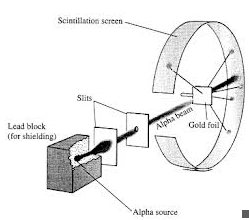 Scintillation screen
Slits
Alpha beam
Gold foil
Lead block
(for shielding)
Alpha source